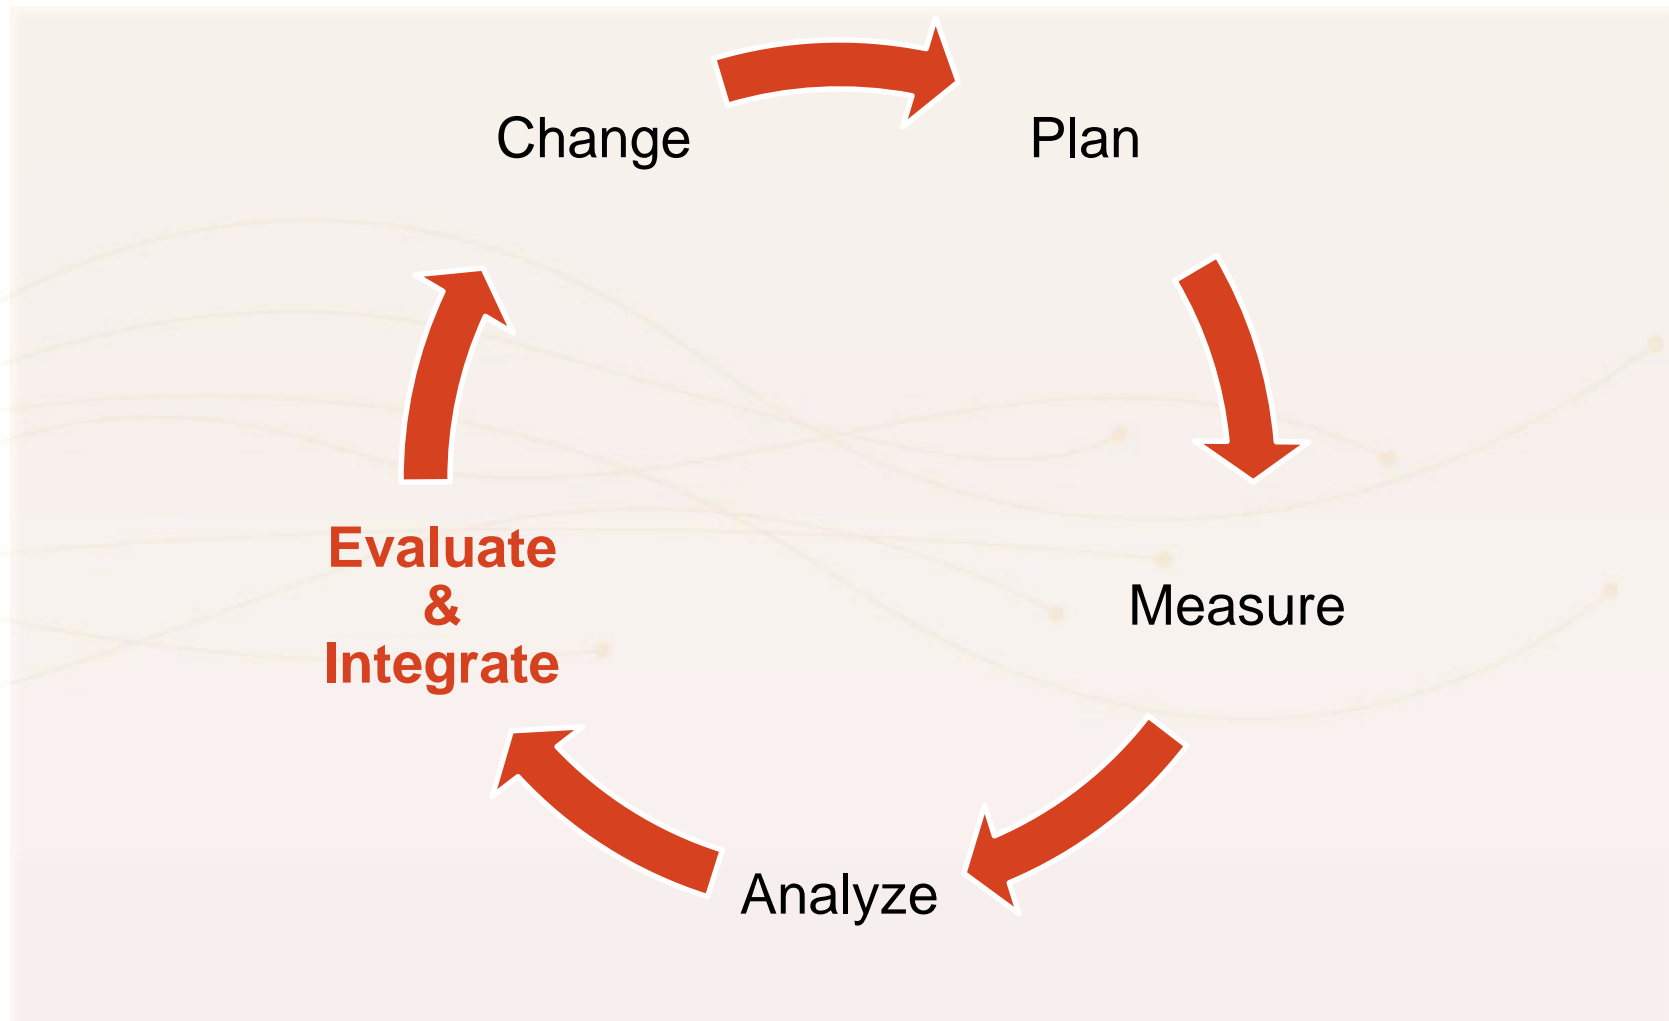 Change
Plan
Measure
Analyze
Evaluate
&
Integrate